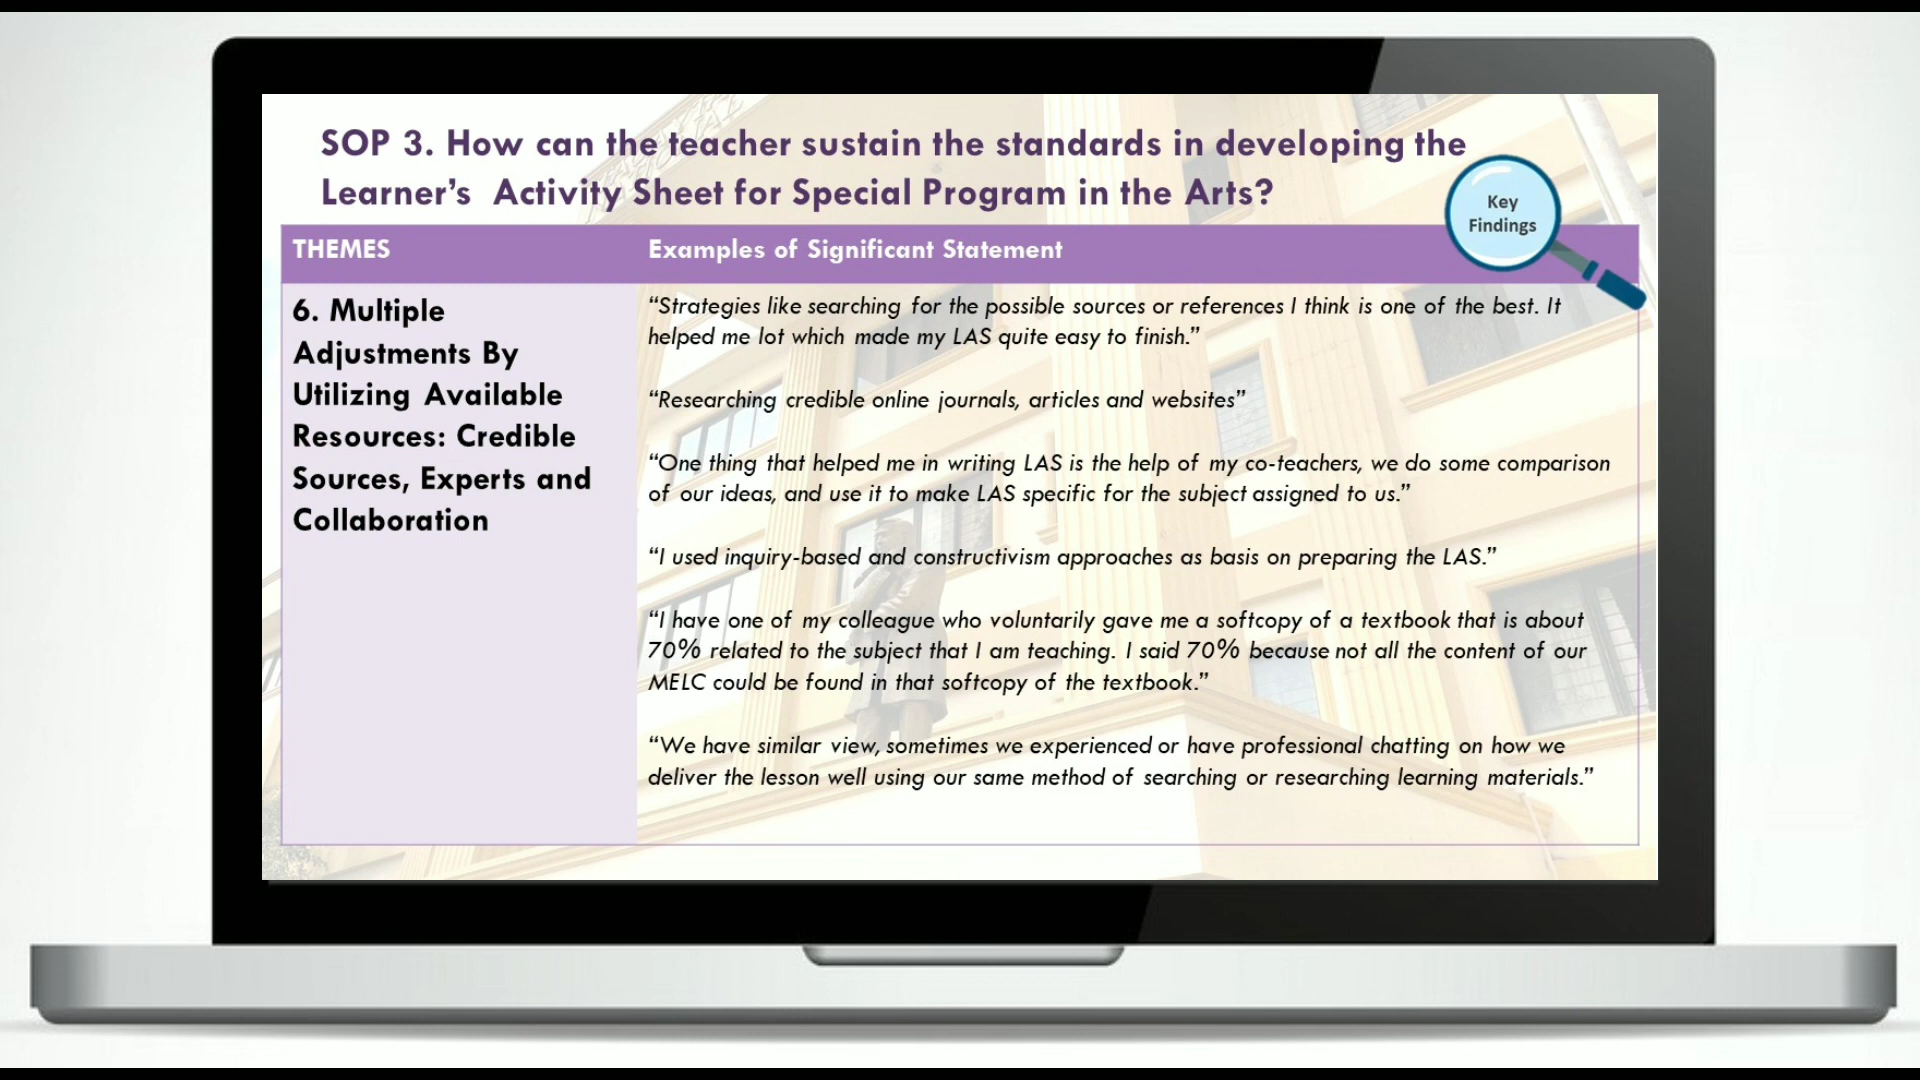 SOP 3. How can the teacher sustain the standards in developing the
Learner’s Activity Sheet for Special Program in the Arts?
Key
Findings
THEMES
Examples of Significant Statement
6. Multiple
Adjustments By
Utilizing Available
Resources: Credible
Sources, Experts and
Collaboration
“Strategies like searching for the possible sources or references I think is one of the best. It
helped me lot which made my LAS quite easy to finish.”
“Researching credible online journals, articles and websites”
“One thing that helped me in writing LAS is the help of my co-teachers, we do some comparison
of our ideas, and use it to make LAS specific for the subject assigned to us.”
“I used inquiry-based and constructivism approaches as basis on preparing the LAS.”
“I have one of my colleague who voluntarily gave me a softcopy of a textbook that is about
70% related to the subject that I am teaching. I said 70% because not all the content of our
MELC could be found in that softcopy of the textbook.”
“We have similar view, sometimes we experienced or have professional chatting on how we
deliver the lesson well using our same method of searching or researching learning materials.”